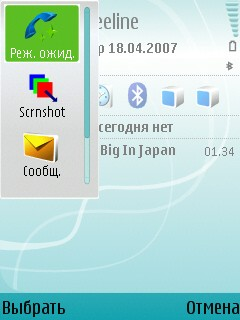 eeline
р 18.04.2007
Реж. ожид.
Scrnshot
сегодня нет
Big In Japan 01.34
Сообщ.
Выбрать Отмена